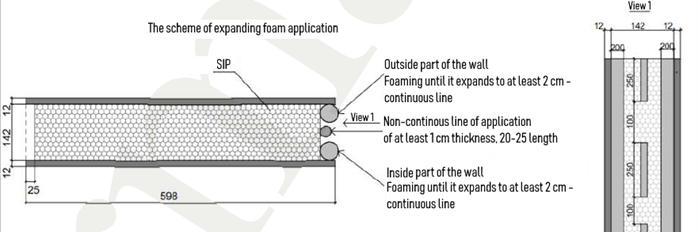 The scheme of expanding foam application
SIP
12
142
12
25
598
Outside part of the wall
Foaming until it expands to at least 2 cm -
continuous line
View 1
Non-continous line of application
of at least 1 cm thickness, 20-25 length
Inside part of the wall
Foaming until it expands to at least 2 cm -
continuous line
View 1
12 142 12
200 200
250
100
250
100